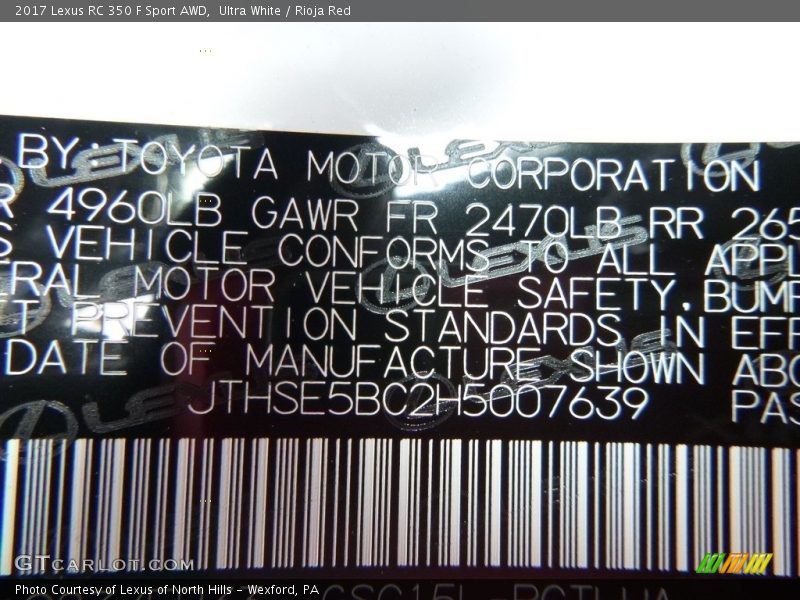 2017 Lexus RC 350 F Sport AWD,  Ultra White / Rioja Red
BY: TOYOTA MOTOR CORPORATION
R 4960LB GAWR FR 2470LB RR 265
S VEHICLE CONFORMS TO ALL APPL
ERAL MOTOR VEHICLE SAFETY, BUMP
T PREVENTION STANDARDS IN EFF
DATE OF MANUFACTURE SHOWN ABO
JTHSE5BC2H5007639 PAS
GTcarlot.com
Photo Courtesy of Lexus of North Hills - Wexford, PA